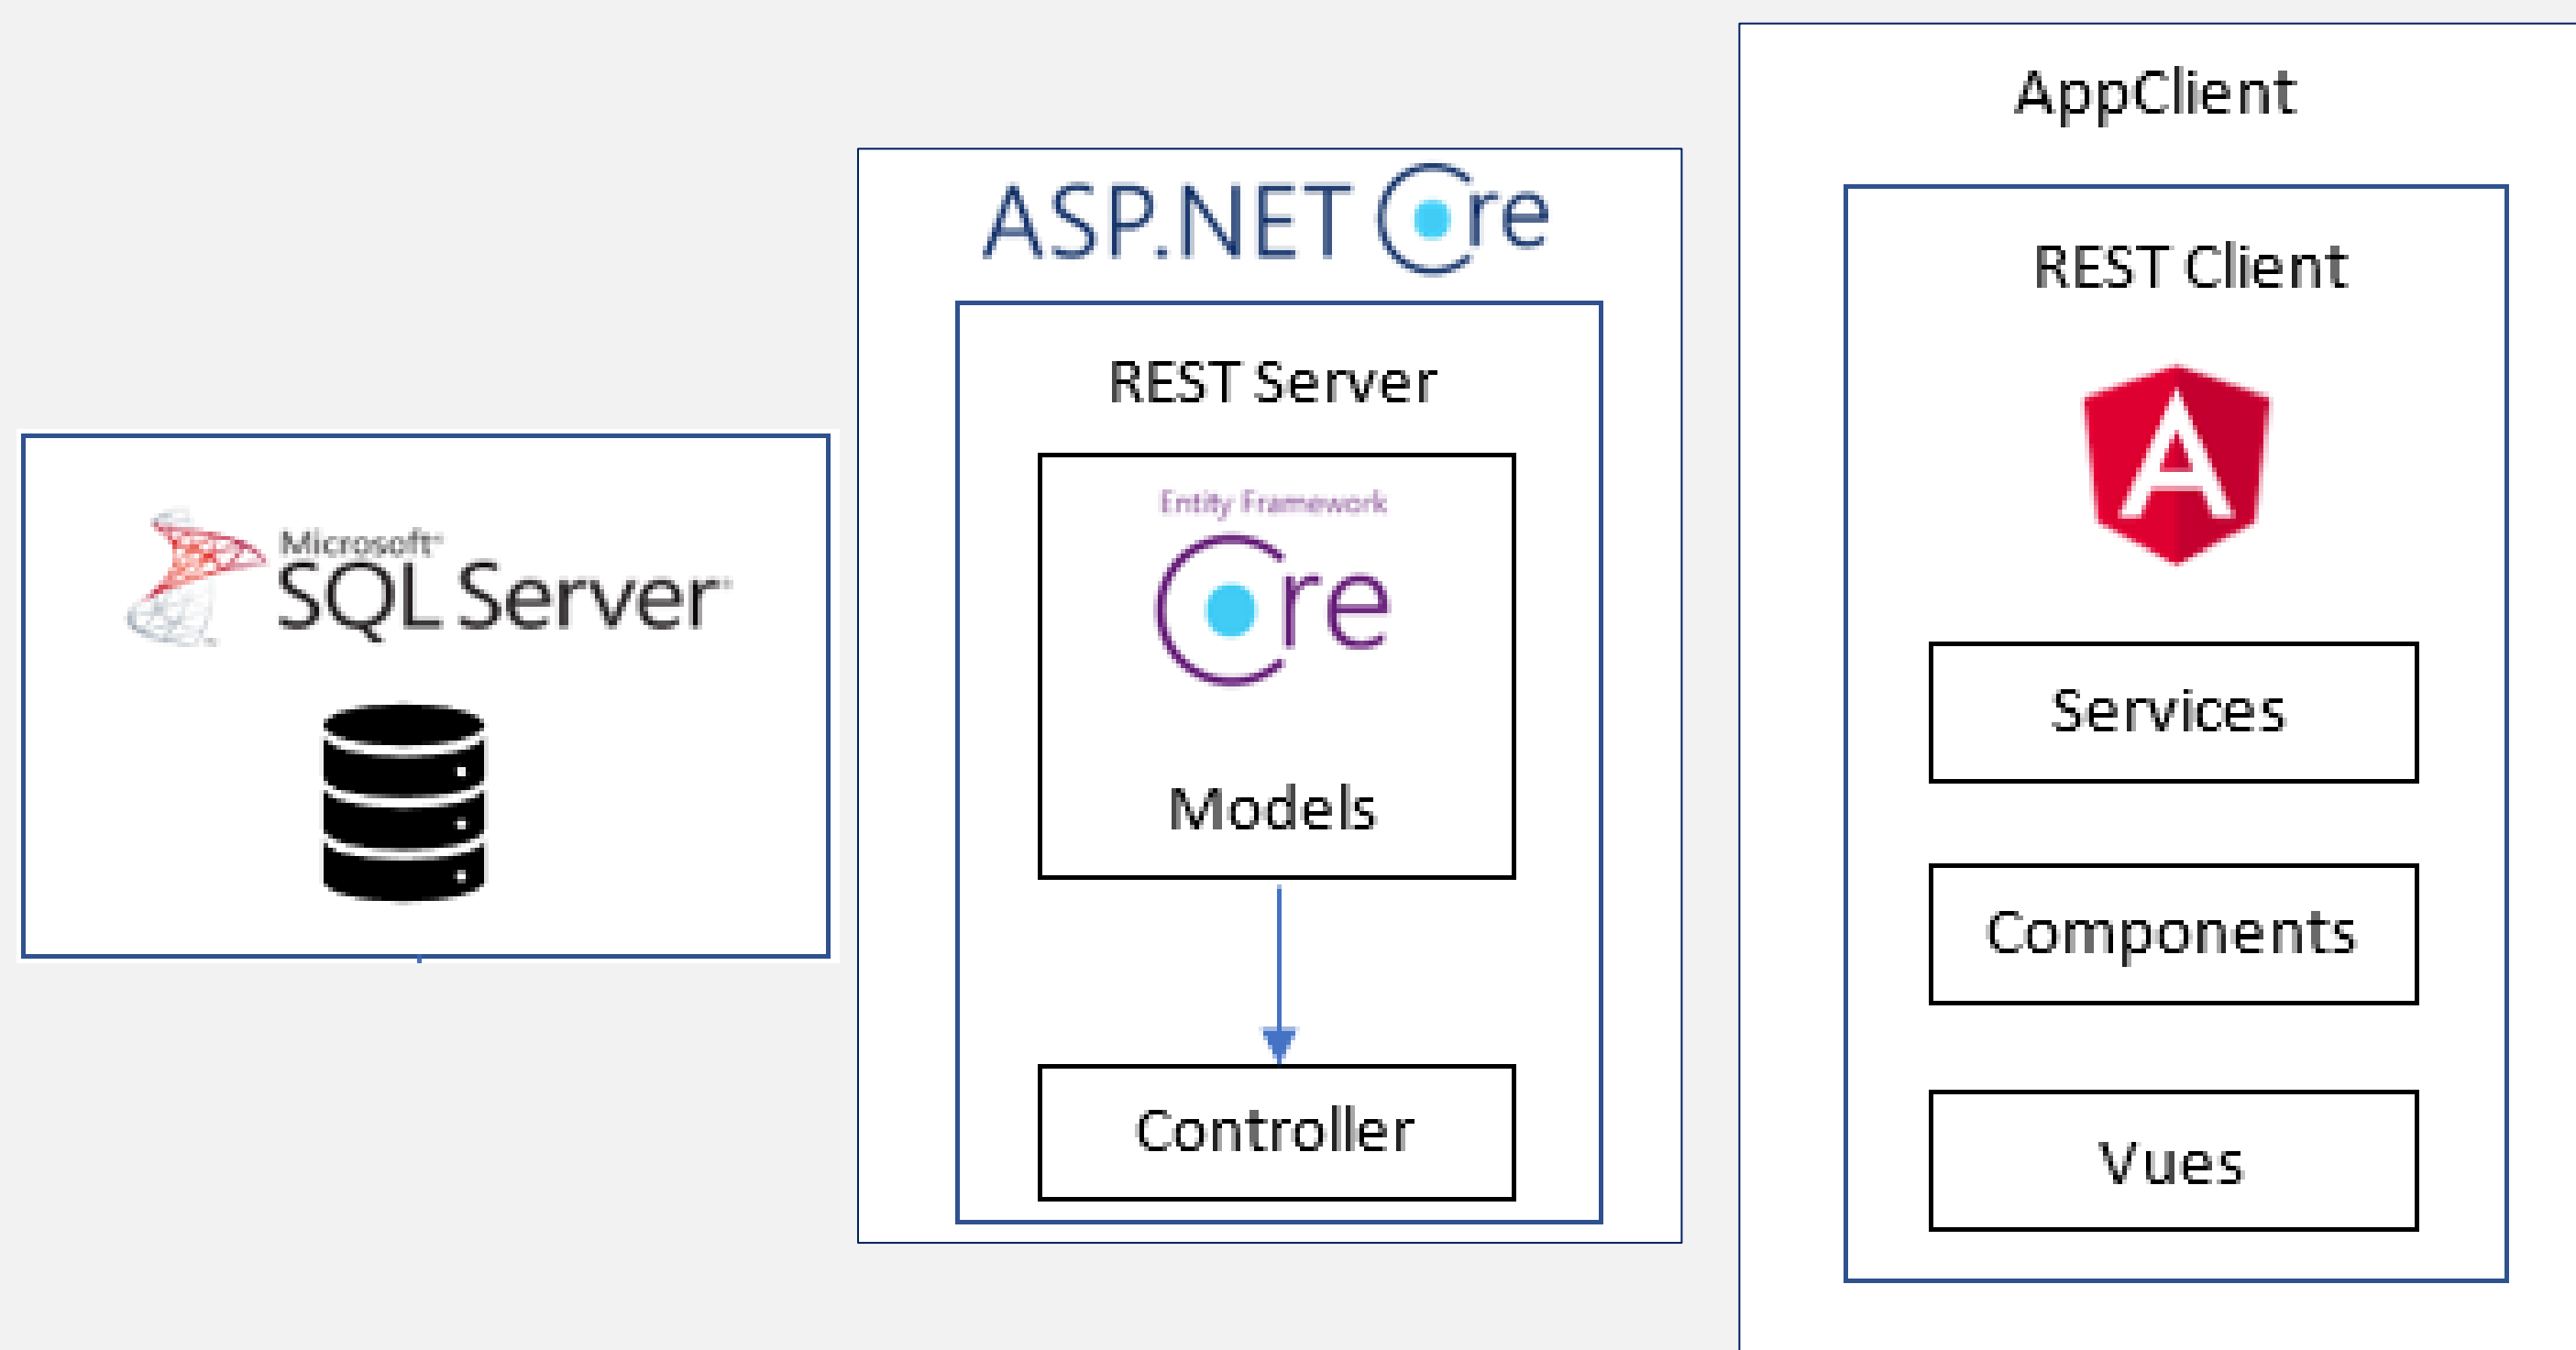 Microsoft®
SQL Server®
ASP.NET Core
REST Server
Entity Framework
Core
Models
Controller
AppClient
REST Client
A
Services
Components
Vues